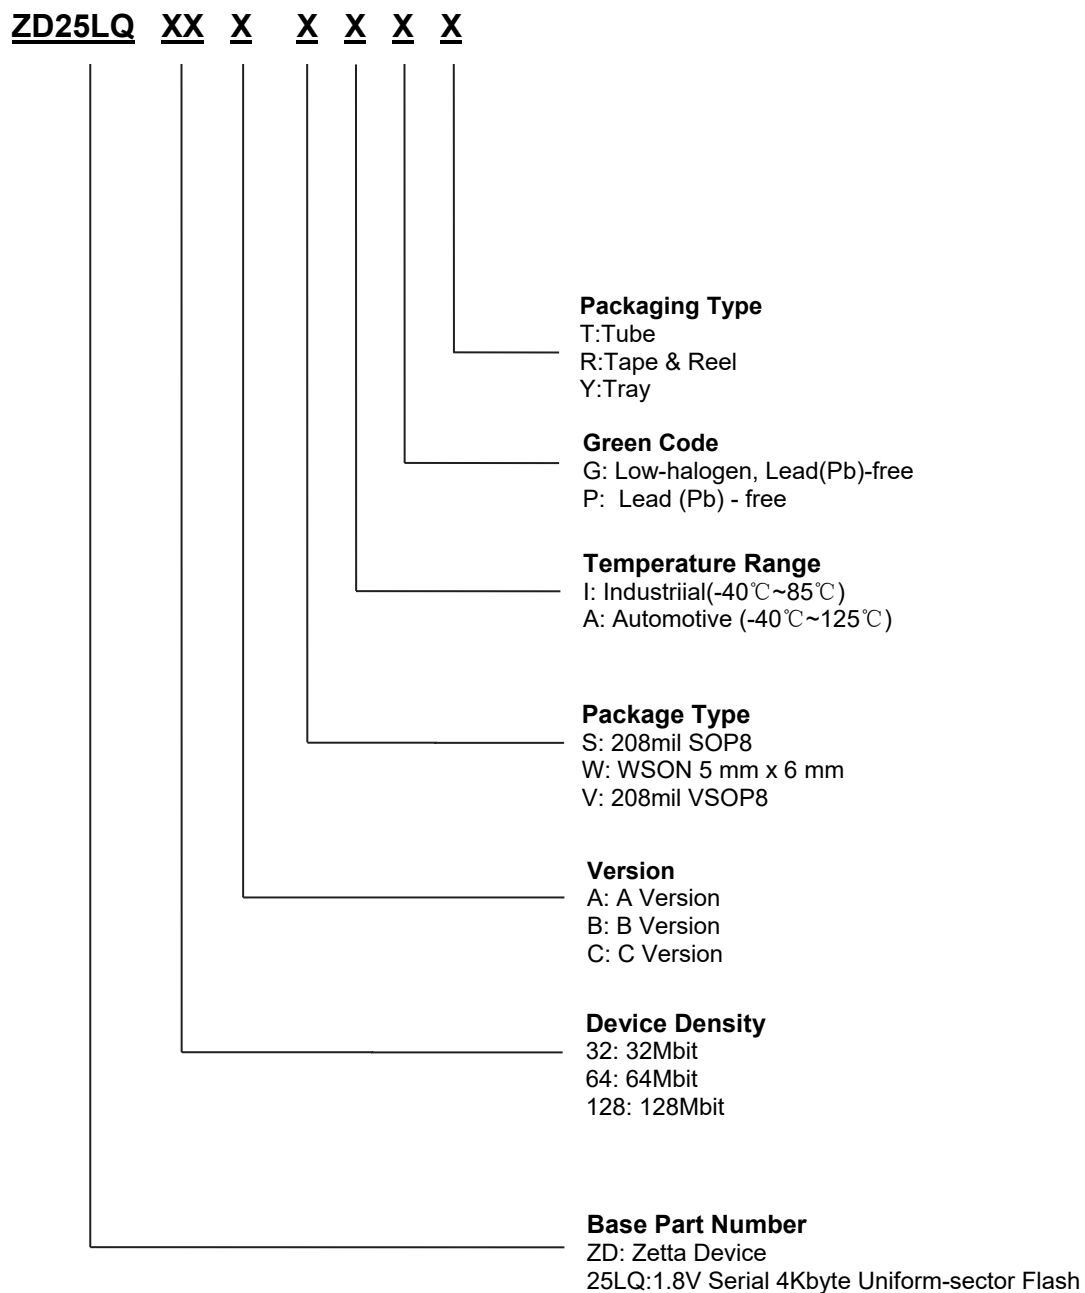 ZD25LQ XX X X X X X
Packaging Type
T:Tube
R:Tape & Reel
Y:Tray
Green Code
G: Low-halogen, Lead(Pb)-free
P: Lead (Pb) - free
Temperature Range
I: Industriial(-40℃~85℃)
A: Automotive (-40℃~125℃)
Package Type
S: 208mil SOP8
W: WSON 5 mm x 6 mm
V: 208mil VSOP8
Version
A: A Version
B: B Version
C: C Version
Device Density
32: 32Mbit
64: 64Mbit
128: 128Mbit
Base Part Number
ZD: Zetta Device
25LQ:1.8V Serial 4Kbyte Uniform-sector Flash